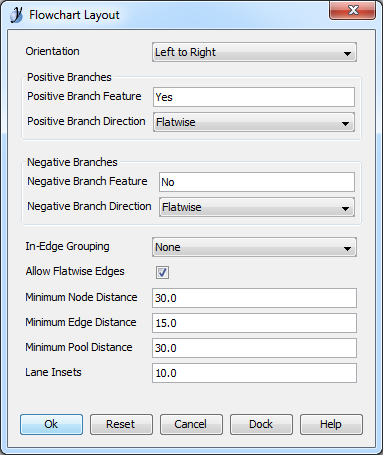 Flowchart Layout
Orientation Left to Right
Positive Branches
Positive Branch Feature Yes
Positive Branch Direction Flatwise
Negative Branches
Negative Branch Feature No
Negative Branch Direction Flatwise
In-Edge Grouping None
Allow Flatwise Edges
Minimum Node Distance 30.0
Minimum Edge Distance 15.0
Minimum Pool Distance 30.0
Lane Insets 10.0
Ok Reset Cancel Dock Help